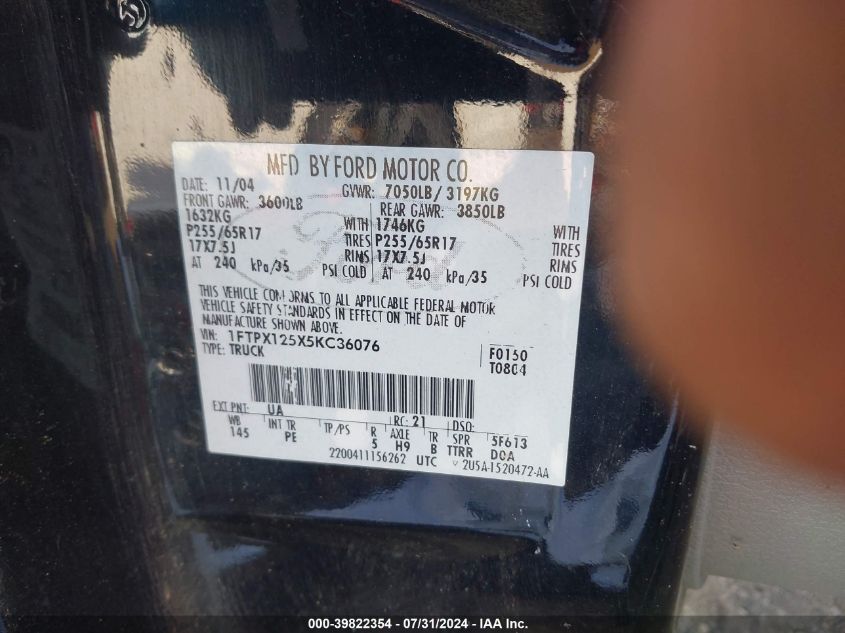 MFD BY FORD MOTOR CO.
DATE: 11/04 GVWR: 7050LB / 3197KG
FRONT GAWR: 3600LB REAR GAWR: 3850LB
1632KG WITH 1746KG WITH
P255/65R17 TIRES P255/65R17 TIRES
17X7.5J RIMS 17X7.5J RIMS
AT 240 kPa/35 PSI COLD AT 240 kPa/35 PSI COLD
Ford
THIS VEHICLE CONFORMS TO ALL APPLICABLE FEDERAL MOTOR
VEHICLE SAFETY STANDARDS IN EFFECT ON THE DATE OF
MANUFACTURE SHOWN ABOVE.
VIN: 1FTPX125X5KC36076 F0150
TYPE: TRUCK T0804
EXT PNT: UA RC: 21 DSO:
WB INT TR TP/PS R AXLE TR SPR 5F613
145 PE 5 H9 B TTRR DOA
2200411156262 UTC 2U5A-1520472-AA
000-39822354 / 07/31/2024 - IAA Inc.